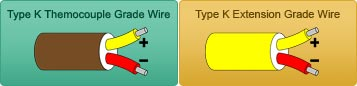 Type K Themocouple Grade Wire
+
−
Type K Extension Grade Wire
+
−